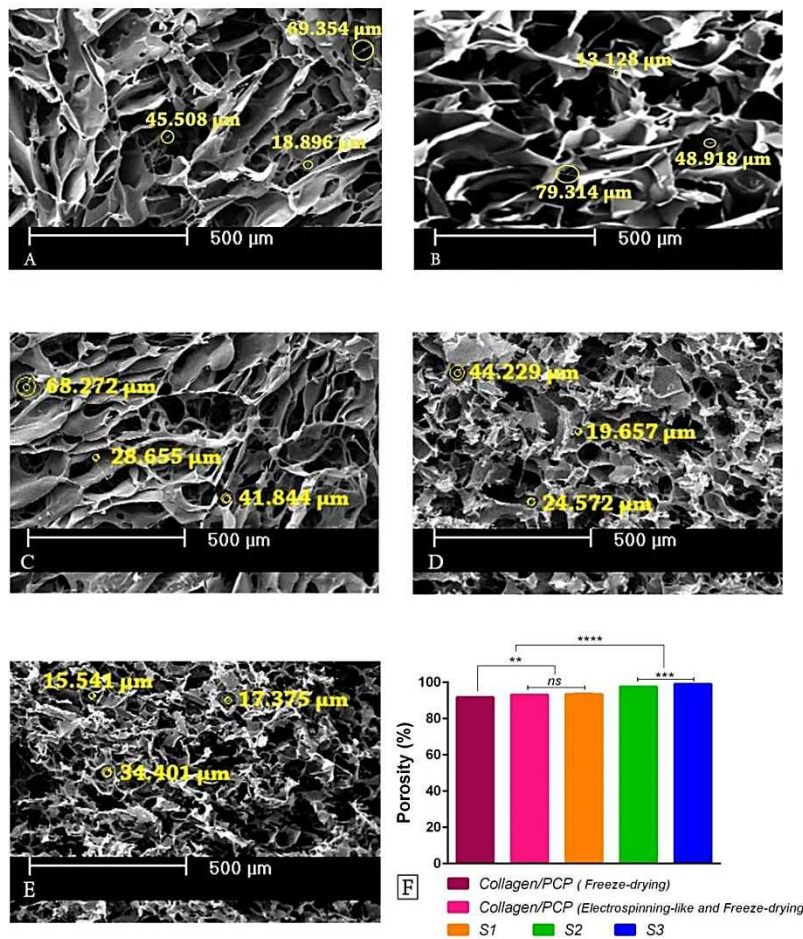 69.354 µm
45.508 µm
18.896 µm
500 µm
A
13.128 µm
48.918 µm
79.314 µm
500 µm
B
68.272 µm
28.655 µm
41.844 µm
500 µm
C
44.229 µm
19.657 µm
24.572 µm
500 µm
D
15.541 µm
17.375 µm
34.401 µm
500 µm
E
****
**
ns
***
Porosity (%)
100
80
60
40
20
0
F
Collagen/PCP ( Freeze-drying)
Collagen/PCP (Electrospinning-like and Freeze-drying
S1 S2 S3